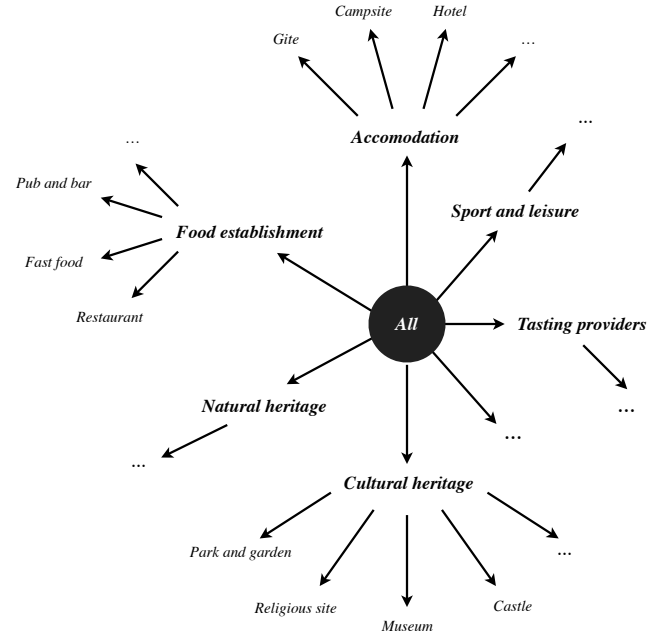 Campsite
Hotel
Gite
...
Accomodation
...
...
Pub and bar
Sport and leisure
Food establishment
Fast food
Restaurant
All
Tasting providers
Natural heritage
...
...
...
Cultural heritage
Park and garden
...
Religious site
Castle
Museum